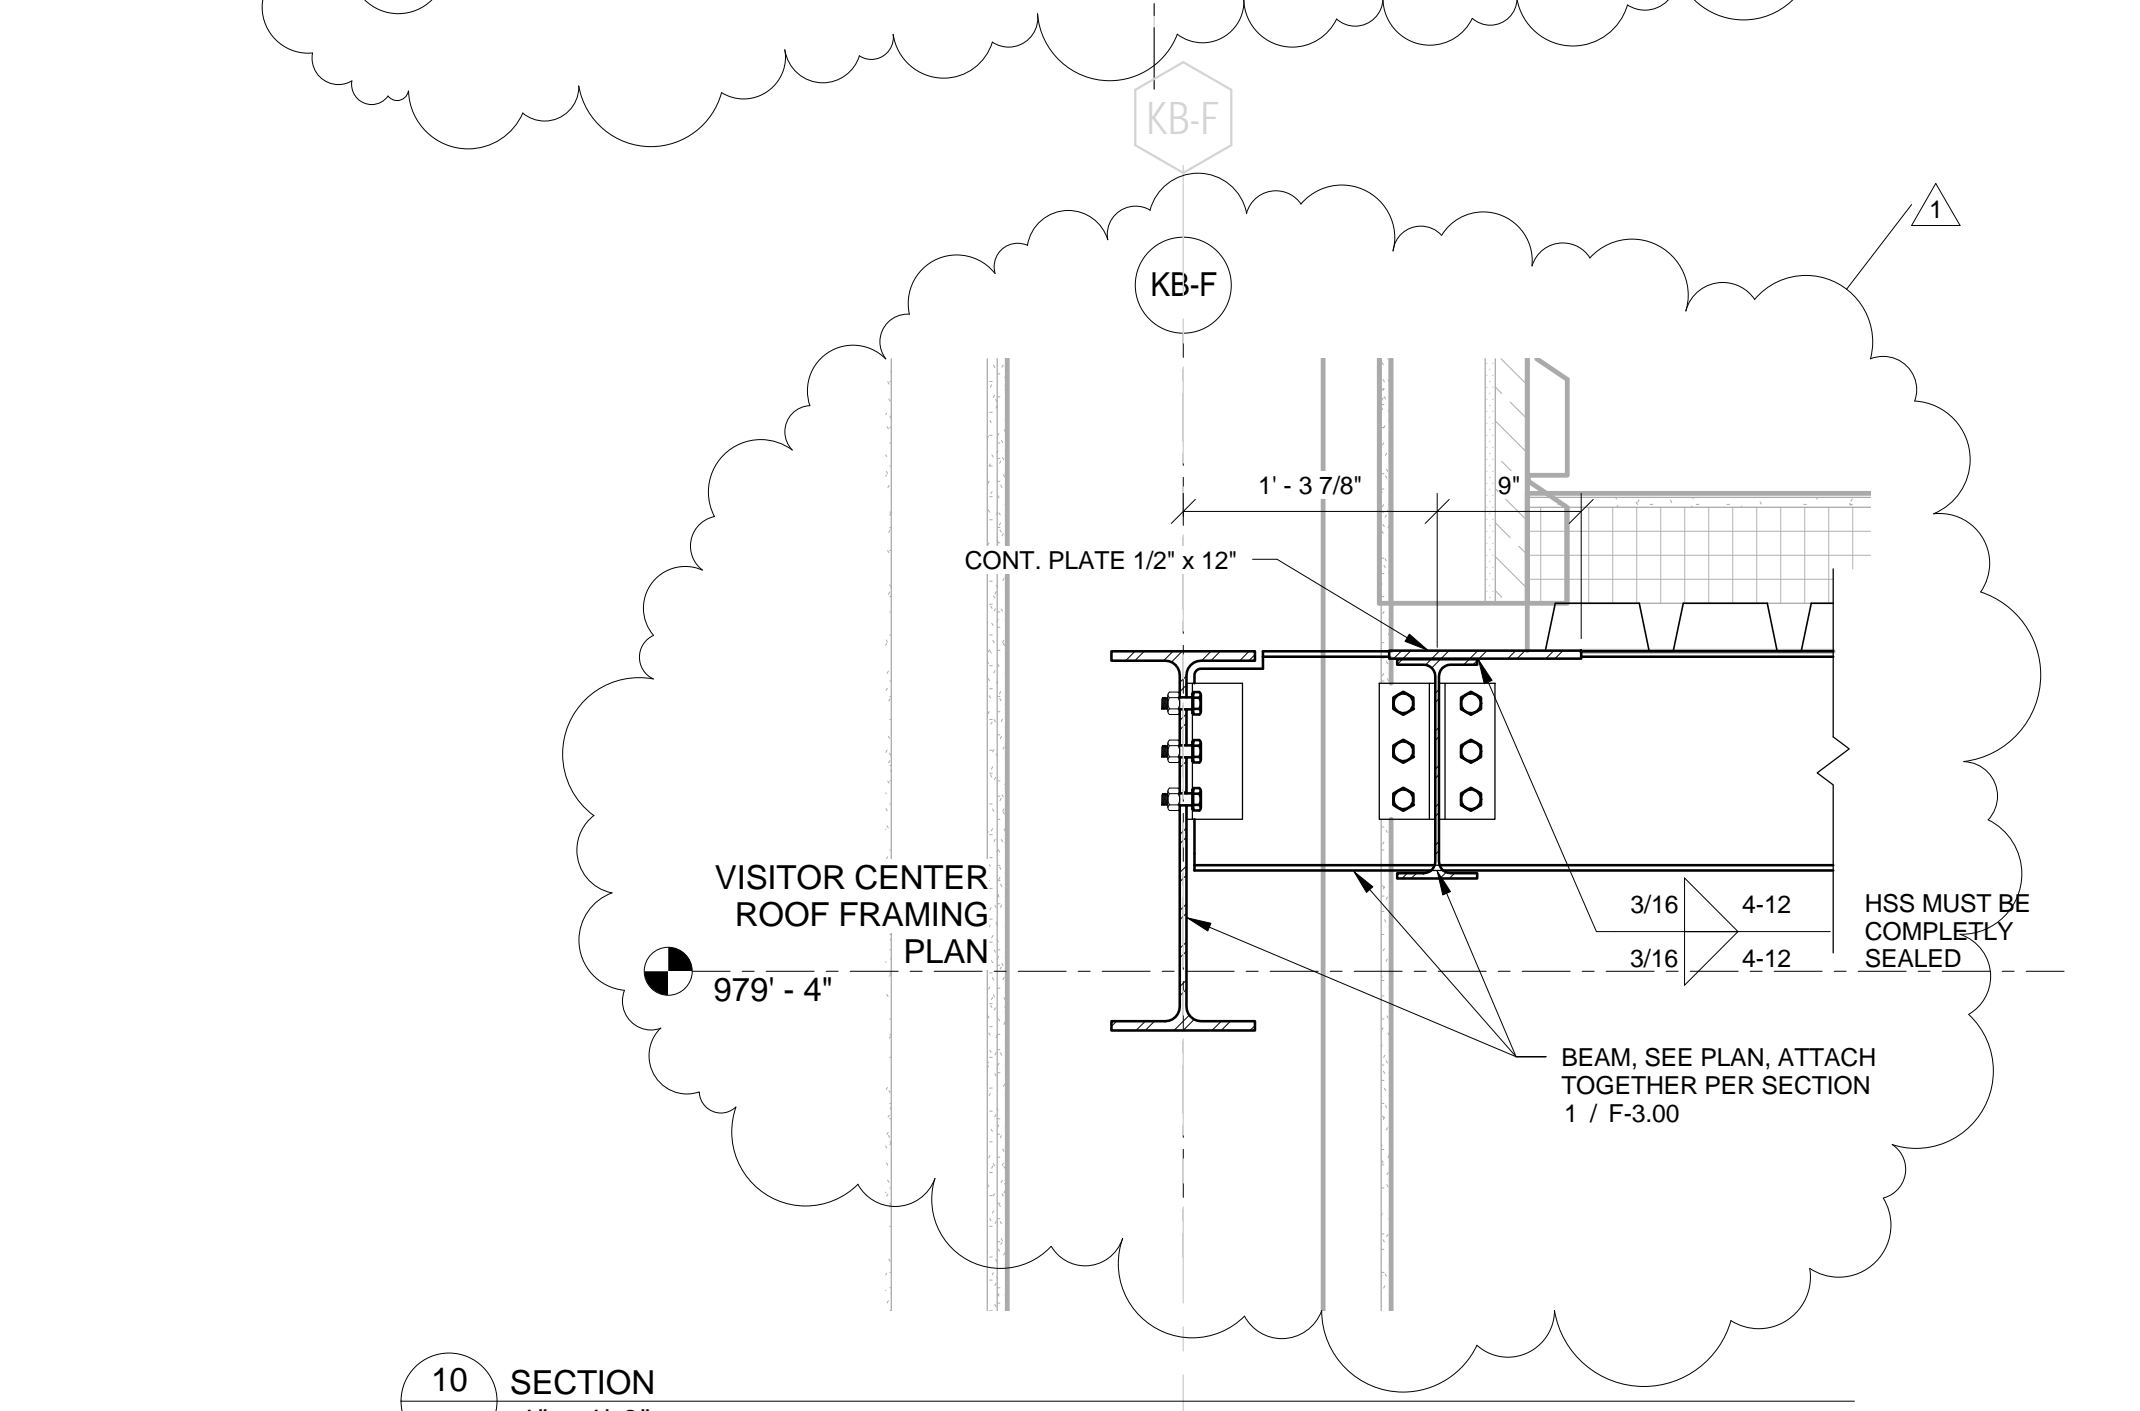 KB-F
1
KB-F
1' - 3 7/8"
9"
CONT. PLATE 1/2" x 12"
VISITOR CENTER
ROOF FRAMING
PLAN
979' - 4"
3/16
4-12
3/16
4-12
HSS MUST BE
COMPLETLY
SEALED
BEAM, SEE PLAN, ATTACH
TOGETHER PER SECTION
1 / F-3.00
10
SECTION